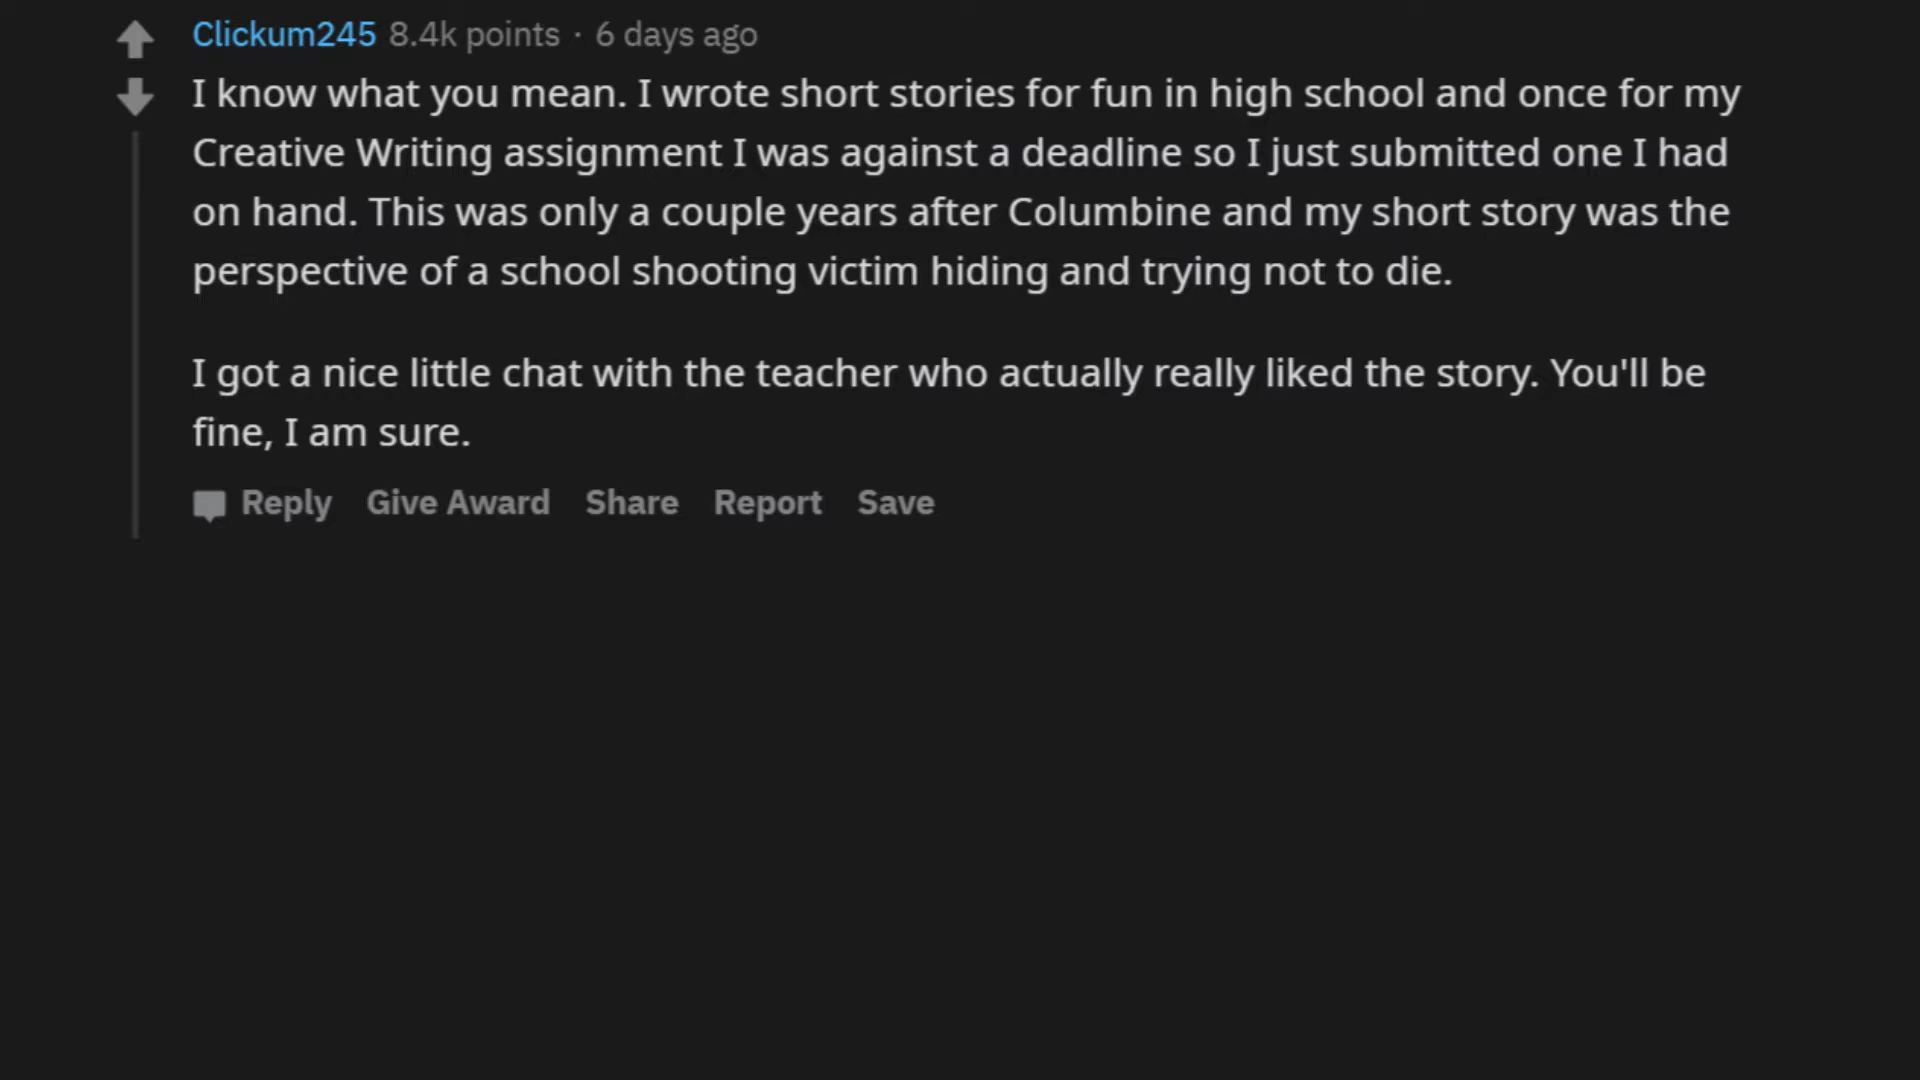 Clickum245 8.4k points · 6 days ago
I know what you mean. I wrote short stories for fun in high school and once for my
Creative Writing assignment I was against a deadline so I just submitted one I had
on hand. This was only a couple years after Columbine and my short story was the
perspective of a school shooting victim hiding and trying not to die.
I got a nice little chat with the teacher who actually really liked the story. You'll be
fine, I am sure.
Reply Give Award Share Report Save